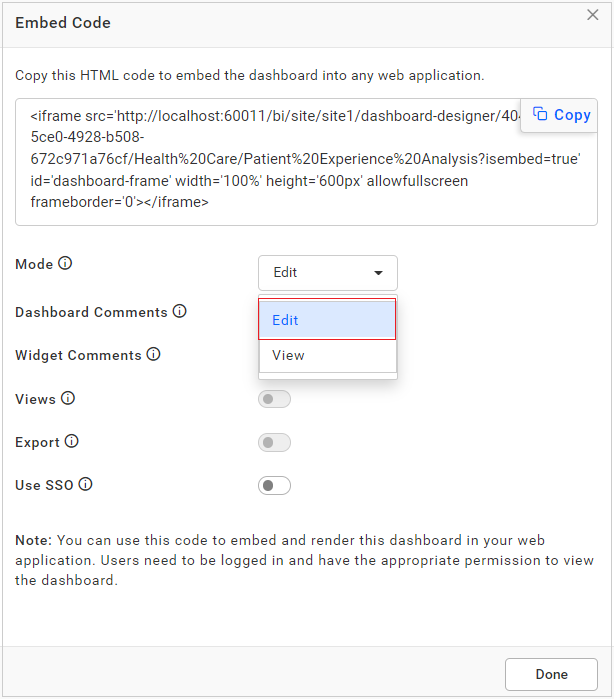 Embed Code
Copy this HTML code to embed the dashboard into any web application.
<iframe src='http://localhost:60011/bi/site/site1/dashboard-designer/40
Copy
5ce0-4928-b508-
672c971a76cf/Health%20Care/Patient%20Experience%20Analysis?isembed=true'
id='dashboard-frame' width='100%' height='600px' allowfullscreen
frameborder='0'></iframe>
Mode
Edit
Dashboard Comments
Edit
Widget Comments
View
Views
Export
Use SSO
Note: You can use this code to embed and render this dashboard in your web
application. Users need to be logged in and have the appropriate permission to view
the dashboard.
Done